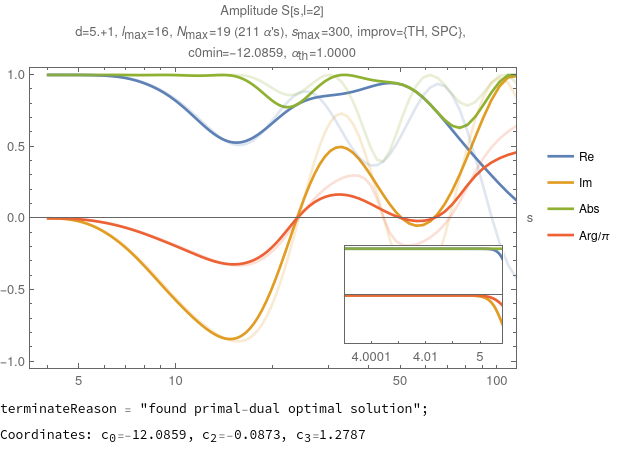 Amplitude S[s,l=2]
d=5.+1, lmax=16, Nmax=19 (211 α's), smax=300, improv={TH, SPC},
c0min=−12.0859, αth=1.0000
1.0
0.5
0.0
−0.5
−1.0
s
Re
Im
Abs
Arg/π
4.0001 4.01 5
5 10 50 100
terminateReason = "found primal-dual optimal solution";
Coordinates: c0=-12.0859, c2=-0.0873, c3=1.2787